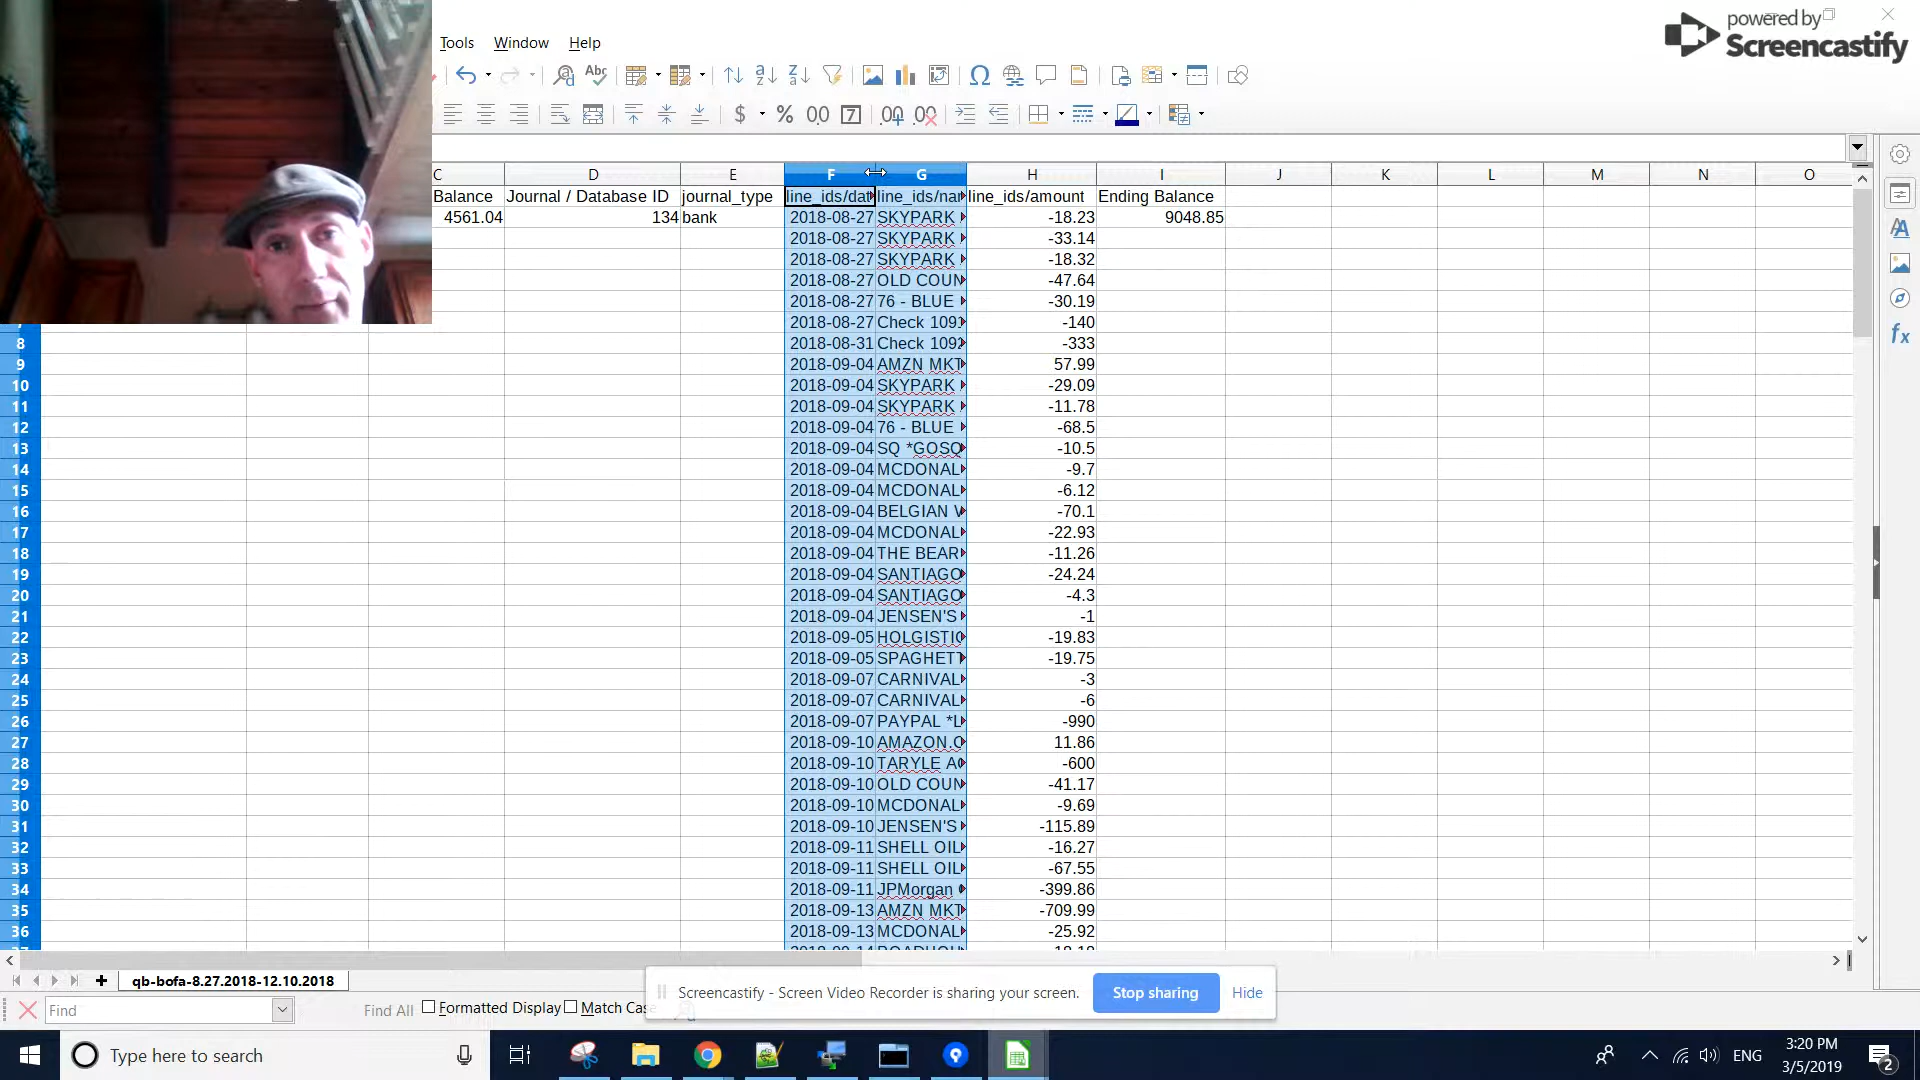 powered by
Screencastify
Tools Window Help
C D E F G H I J K L M N O
Balance Journal / Database ID journal_type line_ids/dat line_ids/nar line_ids/amount Ending Balance
4561.04 134 bank 2018-08-27 SKYPARK -18.23 9048.85
2018-08-27 SKYPARK -33.14
2018-08-27 SKYPARK -18.32
2018-08-27 OLD COUN -47.64
2018-08-27 76 - BLUE -30.19
2018-08-27 Check 109 -140
8 2018-08-31 Check 109 -333
9 2018-09-04 AMZN MKT 57.99
10 2018-09-04 SKYPARK -29.09
11 2018-09-04 SKYPARK -11.78
12 2018-09-04 76 - BLUE -68.5
13 2018-09-04 SQ *GOSQ -10.5
14 2018-09-04 MCDONAL -9.7
15 2018-09-04 MCDONAL -6.12
16 2018-09-04 BELGIAN -70.1
17 2018-09-04 MCDONAL -22.93
18 2018-09-04 THE BEAR -11.26
19 2018-09-04 SANTIAGO -24.24
20 2018-09-04 SANTIAGO -4.3
21 2018-09-04 JENSEN'S -1
22 2018-09-05 HOLGISTIC -19.83
23 2018-09-05 SPAGHETT -19.75
24 2018-09-07 CARNIVAL -3
25 2018-09-07 CARNIVAL -6
26 2018-09-07 PAYPAL *L -990
27 2018-09-10 AMAZON.C 11.86
28 2018-09-10 TARYLE AC -600
29 2018-09-10 OLD COUN -41.17
30 2018-09-10 MCDONAL -9.69
31 2018-09-10 JENSEN'S -115.89
32 2018-09-11 SHELL OIL -16.27
33 2018-09-11 SHELL OIL -67.55
34 2018-09-11 JPMorgan -399.86
35 2018-09-13 AMZN MKT -709.99
36 2018-09-13 MCDONAL -25.92
qb-bofa-8.27.2018-12.10.2018
Screencastify - Screen Video Recorder is sharing your screen. Stop sharing Hide
Find Find All Formatted Display Match Case
Type here to search
ENG 3:20 PM
3/5/2019 2